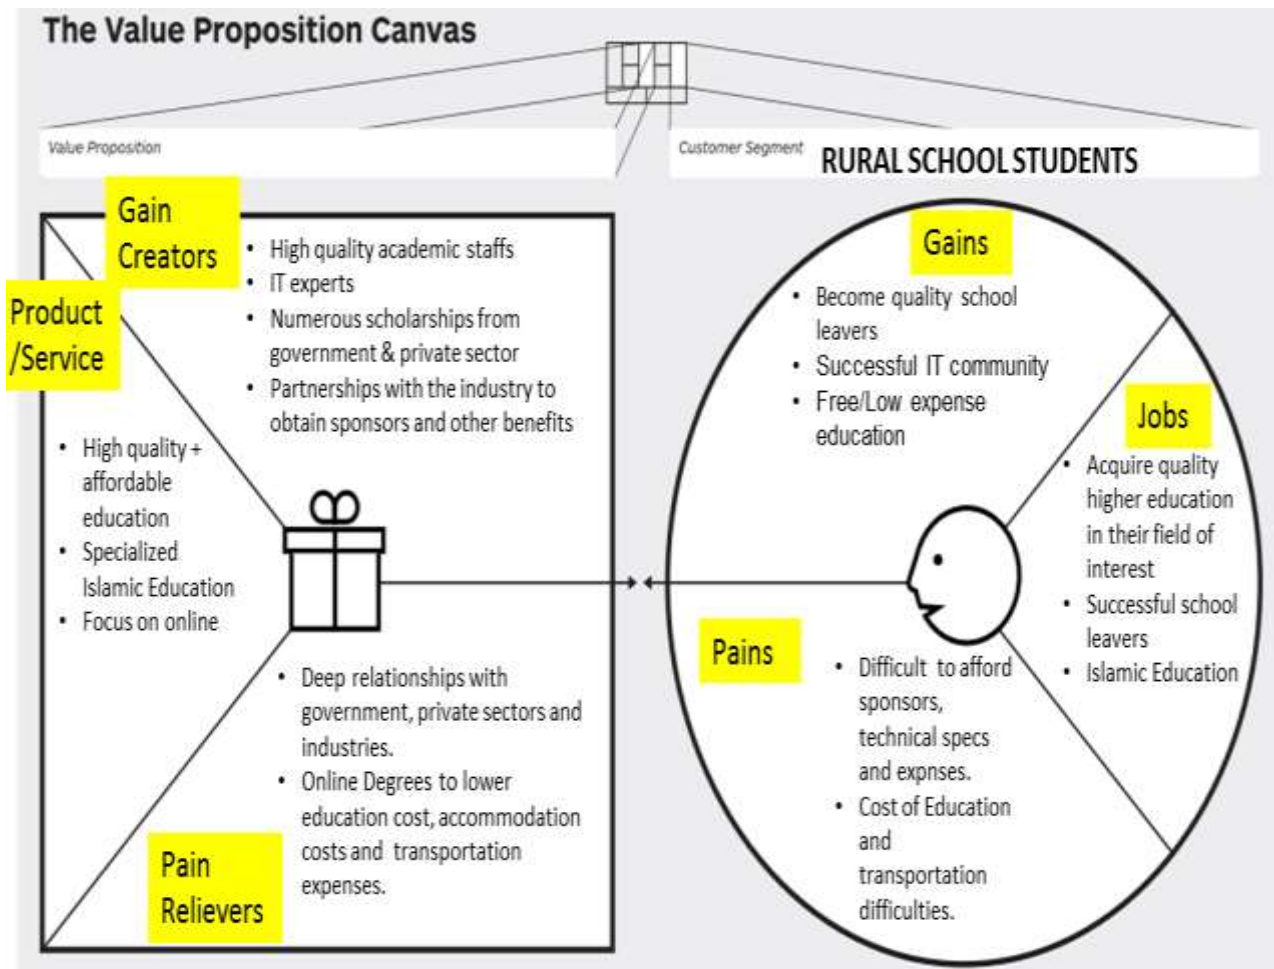 The Value Proposition Canvas
Value Proposition
Customer Segment RURAL SCHOOL STUDENTS
Gain
Creators
• High quality academic staffs
• IT experts
• Numerous scholarships from
government & private sector
• Partnerships with the industry to
obtain sponsors and other benefits
Product
/Service
• High quality +
affordable
education
• Specialized
Islamic Education
• Focus on online
• Deep relationships with
government, private sectors and
industries.
• Online Degrees to lower
education cost, accommodation
costs and transportation
expenses.
Pain
Relievers
Gains
• Become quality school
leavers
• Successful IT community
• Free/Low expense
education
Jobs
• Acquire quality
higher education
in their field of
interest
• Successful school
leavers
• Islamic Education
Pains
• Difficult to afford
sponsors,
technical specs
and expnses.
• Cost of Education
and
transportation
difficulties.